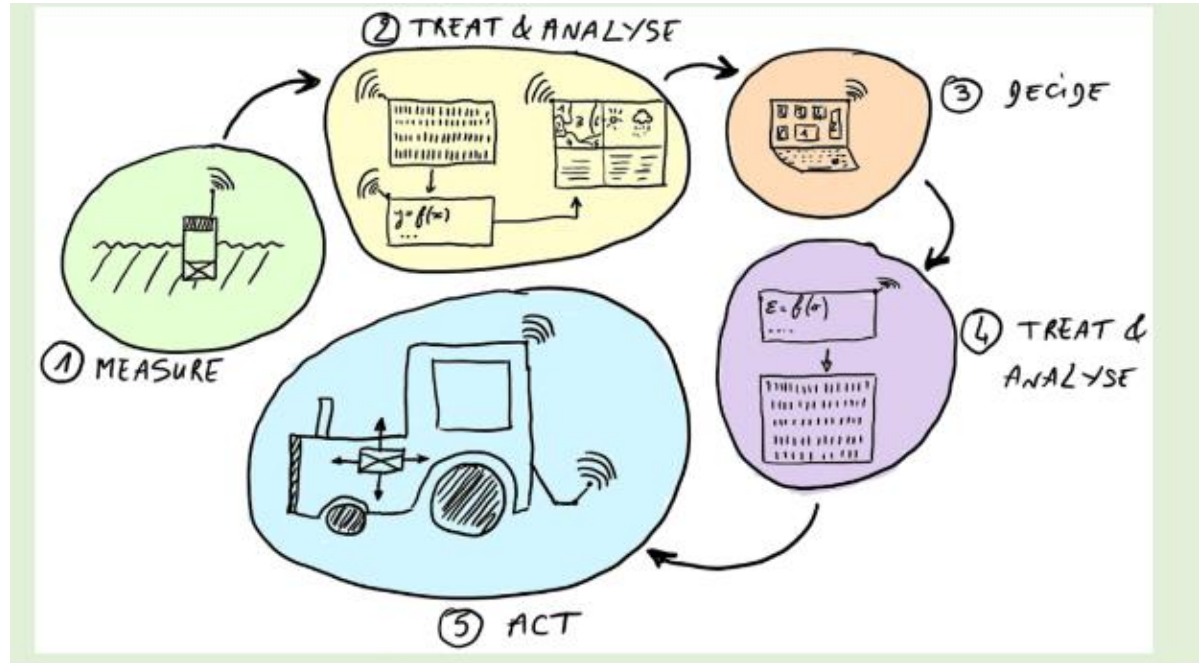 ② TREAT & ANALYSE
③ DECIDE
y = f(x)
...
① MEASURE
ε = f(σ)
....
④ TREAT &
ANALYSE
⑤ ACT